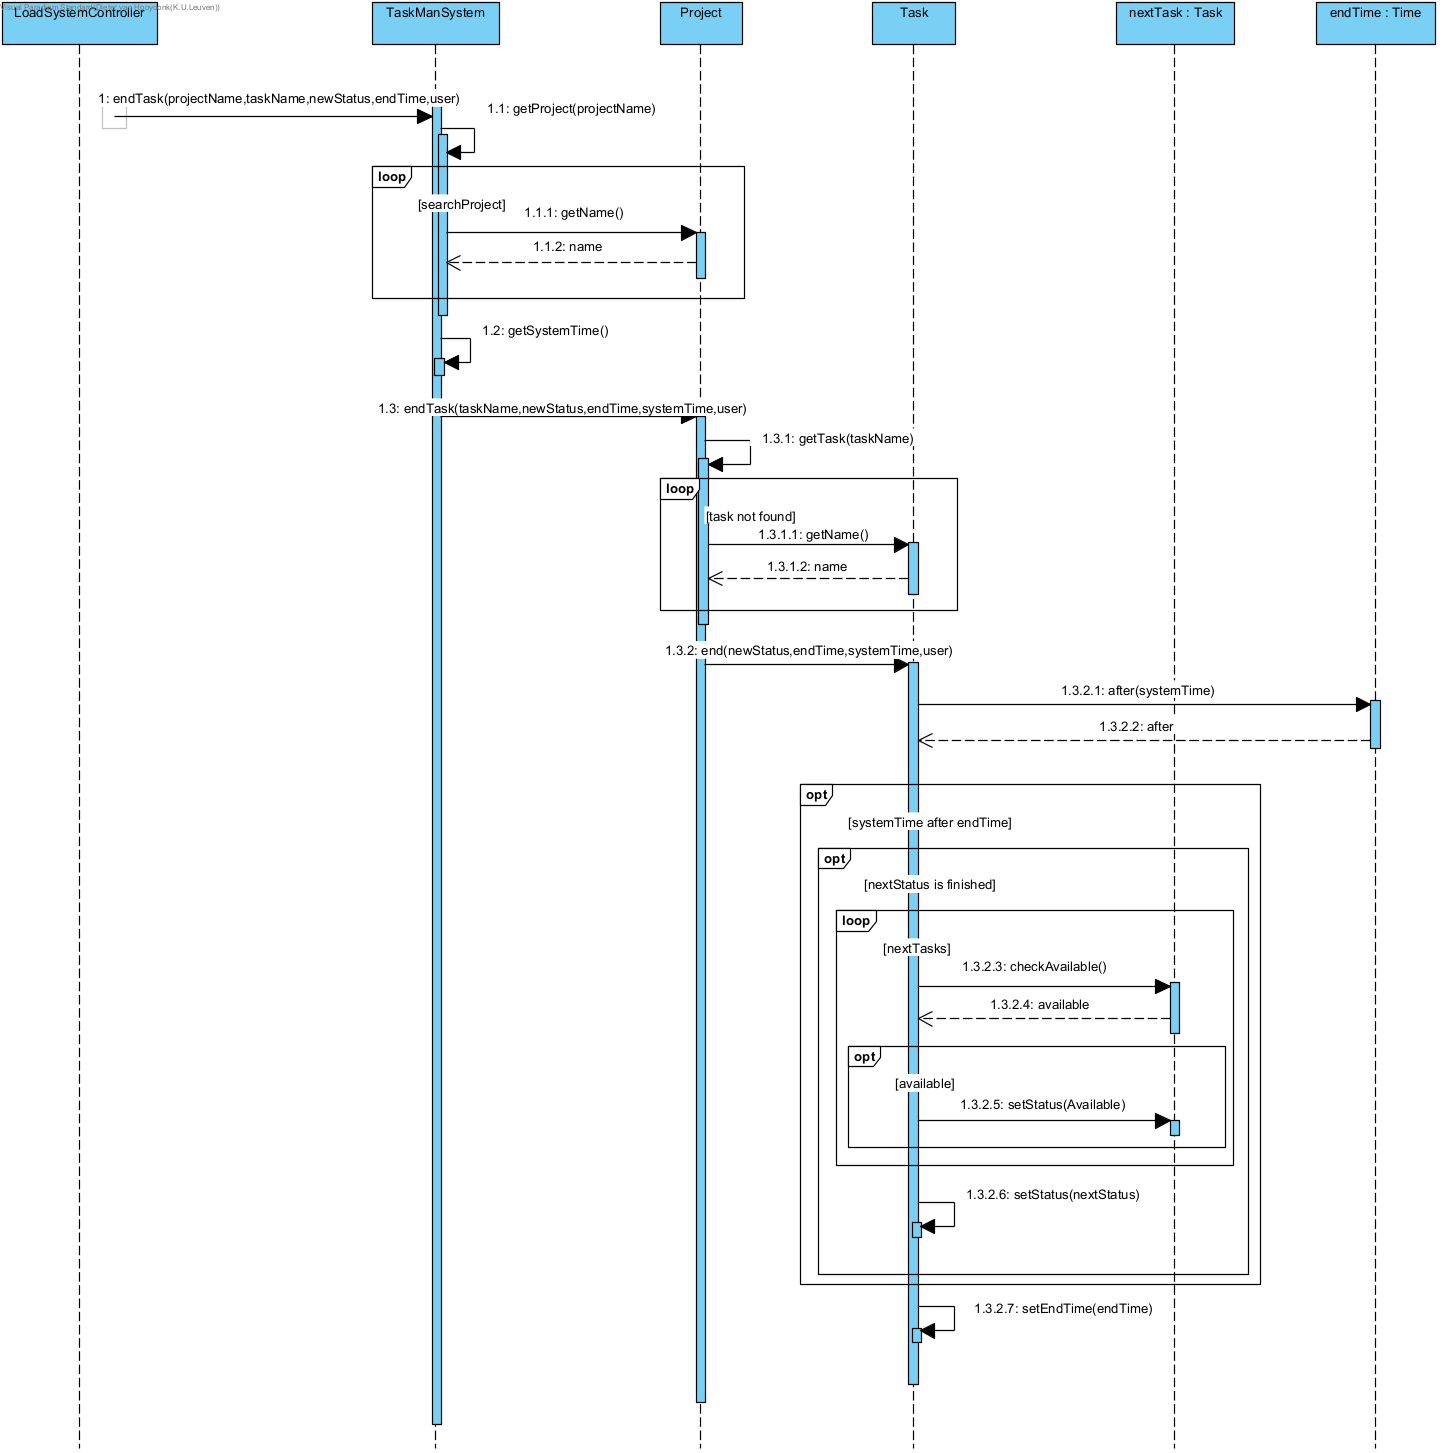 Visual Paradigm Standard(Dieter van Hooydonk(K.U.Leuven))
LoadSystemController
TaskManSystem
Project
Task
nextTask : Task
endTime : Time
1: endTask(projectName,taskName,newStatus,endTime,user)
1.1: getProject(projectName)
loop
[searchProject]
1.1.1: getName()
1.1.2: name
1.2: getSystemTime()
1.3: endTask(taskName,newStatus,endTime,systemTime,user)
1.3.1: getTask(taskName)
loop
[task not found]
1.3.1.1: getName()
1.3.1.2: name
1.3.2: end(newStatus,endTime,systemTime,user)
1.3.2.1: after(systemTime)
1.3.2.2: after
opt
[systemTime after endTime]
opt
[nextStatus is finished]
loop
[nextTasks]
1.3.2.3: checkAvailable()
1.3.2.4: available
opt
[available]
1.3.2.5: setStatus(Available)
1.3.2.6: setStatus(nextStatus)
1.3.2.7: setEndTime(endTime)